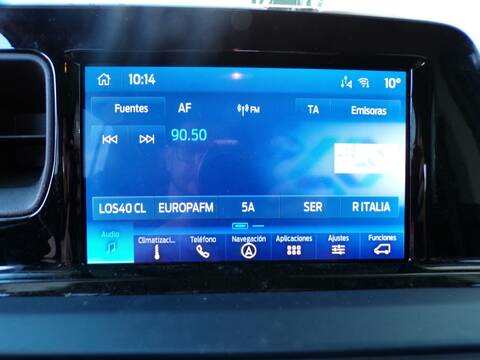 10:14 10°
Fuentes AF FM TA Emisoras
90.50
LOS40 CL EUROPAFM 5A SER R ITALIA
Audio Climatizaci... Teléfono Navegación Aplicaciones Ajustes Funciones